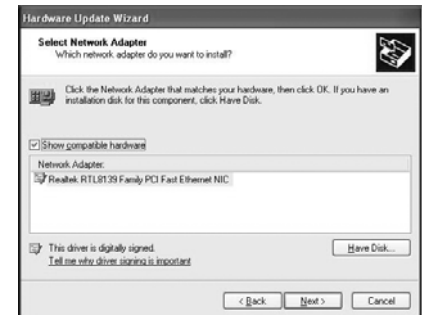 Hardware Update Wizard
Select Network Adapter
Which network adapter do you want to install?
Click the Network Adapter that matches your hardware, then click OK. If you have an
installation disk for this component, click Have Disk.
Show compatible hardware
Network Adapter:
Realtek RTL8139 Family PCI Fast Ethernet NIC
This driver is digitally signed.
Tell me why driver signing is important
Have Disk...
< Back
Next >
Cancel